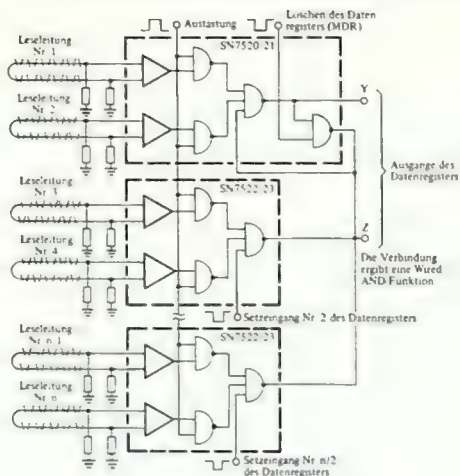 Austastung
Löschen des Daten
registers (MDR)
Leseleitung
Nr. 1
SN7520 21
Leseleitung
Nr. 2
Y
Leseleitung
Nr. 3
SN7522 23
Ausgänge des
Datenregisters
Leseleitung
Nr. 4
Z
Die Verbindung
ergibt eine Wired
AND-Funktion
Setzeingang Nr. 2 des Datenregisters
Leseleitung
Nr. n-1
SN7522 23
Leseleitung
Nr. n
Setzeingang Nr. n/2
des Datenregisters